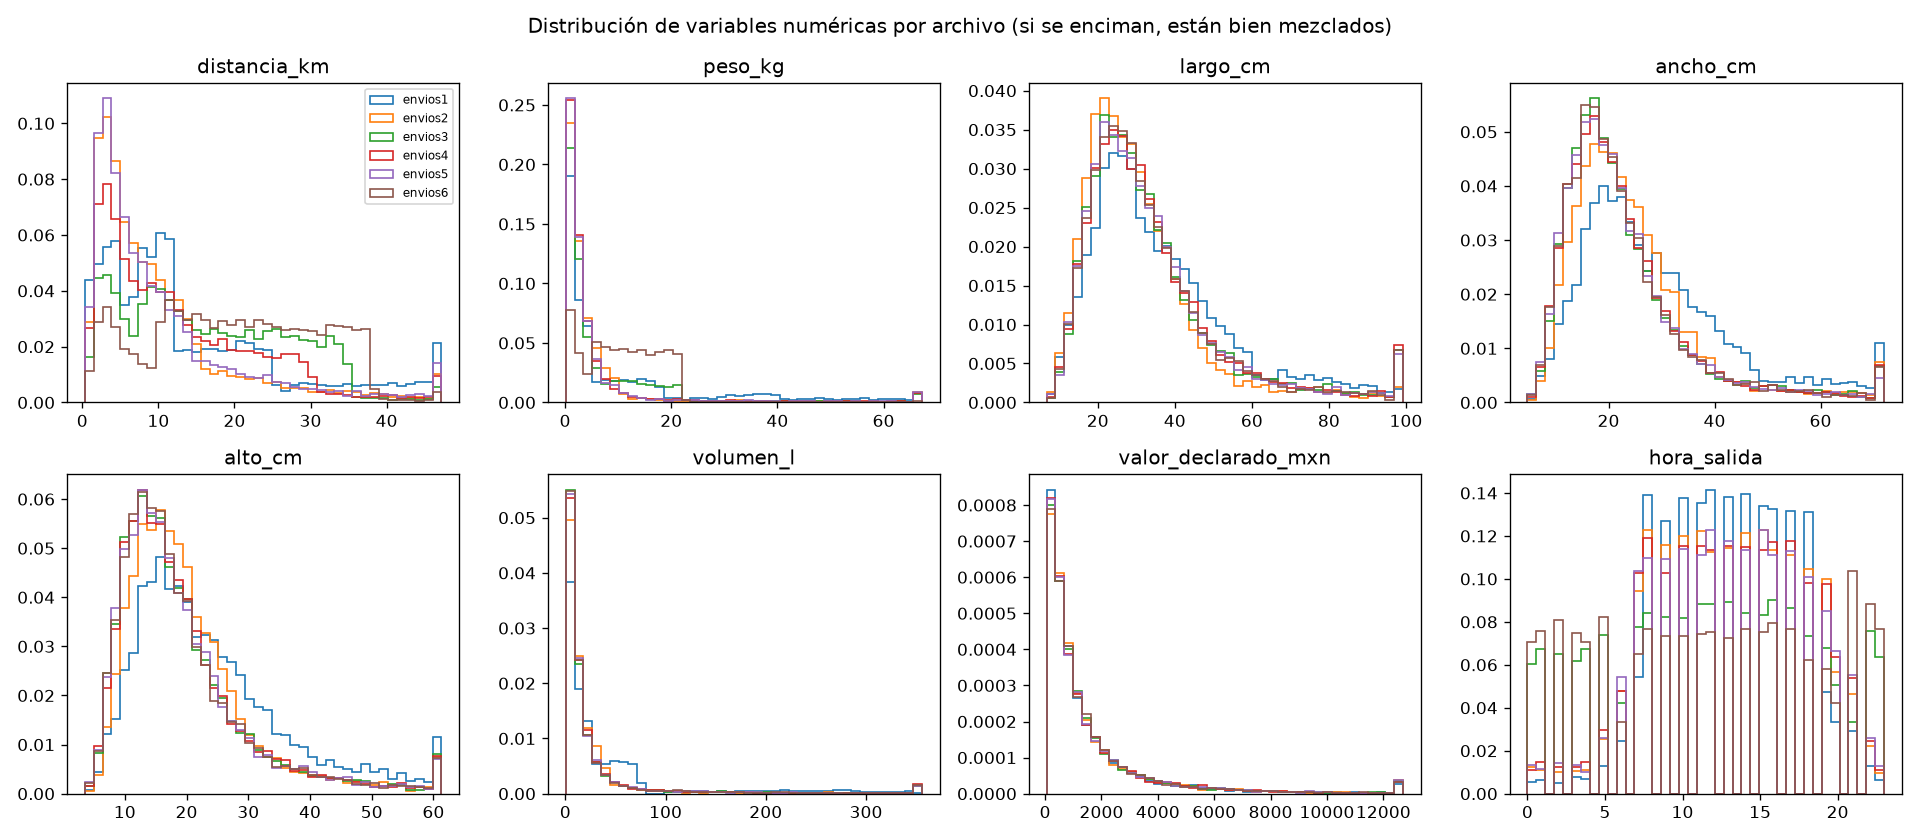 Distribución de variables numéricas por archivo (si se enciman, están bien mezclados)
distancia_km
peso_kg
largo_cm
ancho_cm
envios1
envios2
envios3
envios4
envios5
envios6
0.10
0.08
0.06
0.04
0.02
0.00
0 10 20 30 40
0.25
0.20
0.15
0.10
0.05
0.00
0 20 40 60
0.040
0.035
0.030
0.025
0.020
0.015
0.010
0.005
0.000
20 40 60 80 100
0.05
0.04
0.03
0.02
0.01
0.00
20 40 60
alto_cm
volumen_l
valor_declarado_mxn
hora_salida
0.06
0.05
0.04
0.03
0.02
0.01
0.00
10 20 30 40 50 60
0.05
0.04
0.03
0.02
0.01
0.00
0 100 200 300
0.0008
0.0007
0.0006
0.0005
0.0004
0.0003
0.0002
0.0001
0.0000
0 2000 4000 6000 8000 10000 12000
0.14
0.12
0.10
0.08
0.06
0.04
0.02
0.00
0 5 10 15 20